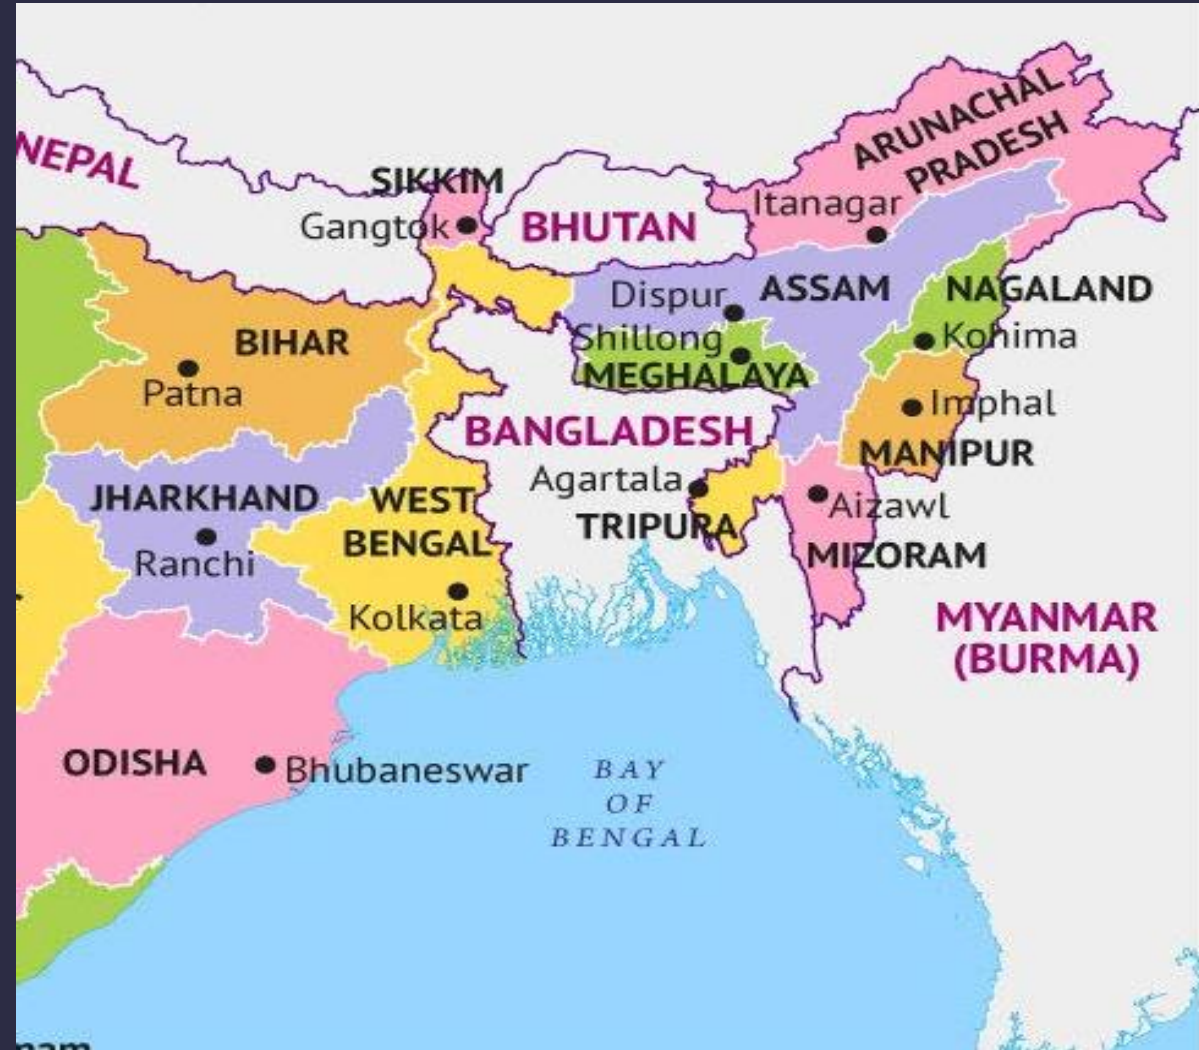 ARUNACHAL
PRADESH
NEPAL
SIKKIM
Gangtok
BHUTAN
Itanagar
Dispur
ASSAM
NAGALAND
Shillong
Kohima
MEGHALAYA
BIHAR
Patna
Imphal
MANIPUR
BANGLADESH
Agartala
TRIPURA
Aizawl
MIZORAM
JHARKHAND
Ranchi
WEST
BENGAL
Kolkata
MYANMAR
(BURMA)
ODISHA
Bhubaneswar
BAY
OF
BENGAL